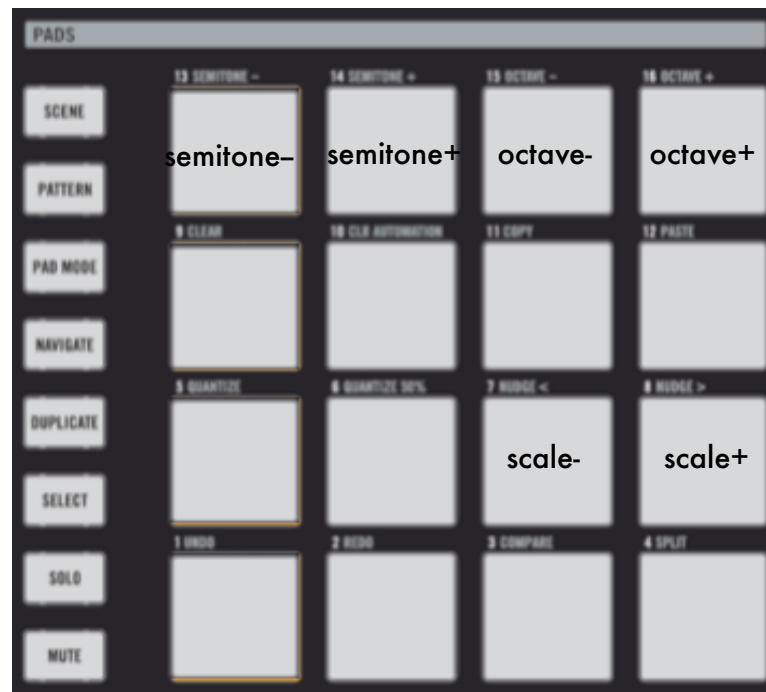 PADS
13 SEMITONE – 14 SEMITONE + 15 OCTAVE – 16 OCTAVE +
SCENE
semitone– semitone+ octave- octave+
PATTERN
9 CLEAR 10 CLR AUTOMATION 11 COPY 12 PASTE
PAD MODE
NAVIGATE
5 QUANTIZE 6 QUANTIZE 50% 7 NUDGE < 8 NUDGE >
DUPLICATE
scale- scale+
SELECT
1 UNDO 2 REDO 3 COMPARE 4 SPLIT
SOLO
MUTE